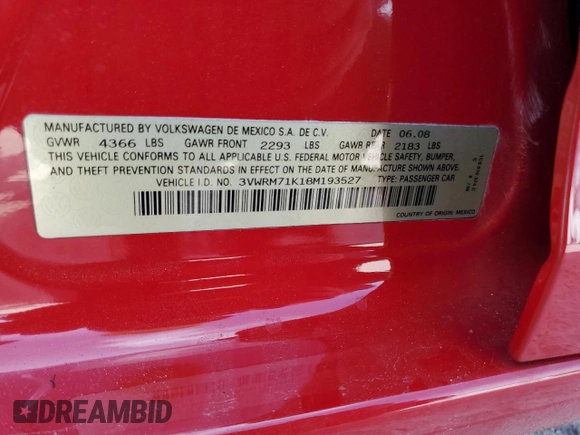 MANUFACTURED BY VOLKSWAGEN DE MEXICO S.A. DE C.V. DATE 06.08
GVWR 4366 LBS GAWR FRONT 2293 LBS GAWR REAR 2183 LBS
THIS VEHICLE CONFORMS TO ALL APPLICABLE U.S. FEDERAL MOTOR VEHICLE SAFETY, BUMPER,
AND THEFT PREVENTION STANDARDS IN EFFECT ON THE DATE OF MANUFACTURE SHOWN ABOVE.
VEHICLE I.D. NO. 3VWRM71K18M193527 TYPE: PASSENGER CAR
COUNTRY OF ORIGIN: MEXICO
DREAMBID